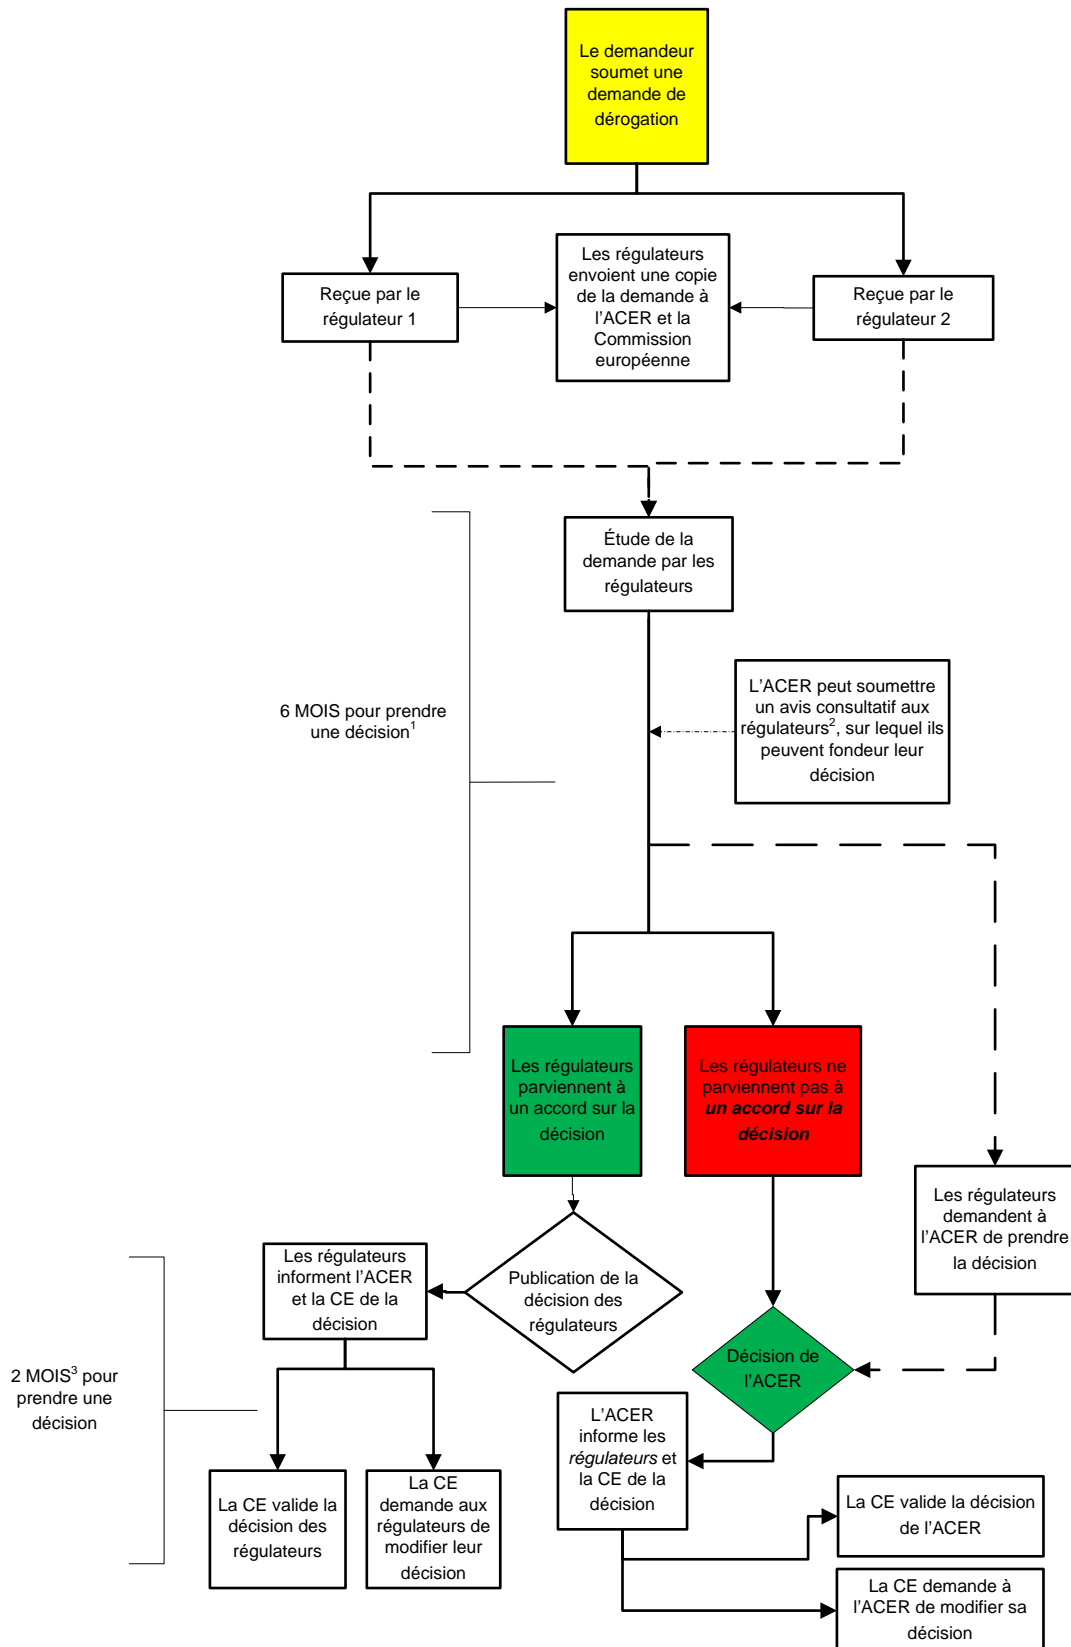 Le demandeur
soumet une
demande de
dérogation
Les régulateurs
envoient une copie
de la demande à
l'ACER et la
Commission
européenne
Reçue par le
régulateur 1
Reçue par le
régulateur 2
Étude de la
demande par les
régulateurs
6 MOIS pour prendre
une décision¹
L'ACER peut soumettre
un avis consultatif aux
régulateurs², sur lequel ils
peuvent fondeur leur
décision
Les régulateurs
parviennent à
un accord sur la
décision
Les régulateurs ne
parviennent pas à
un accord sur la
décision
Les régulateurs
demandent à
l'ACER de prendre
la décision
Les régulateurs
informent l'ACER
et la CE de la
décision
Publication de la
décision des
régulateurs
Décision de
l'ACER
2 MOIS³ pour
prendre une
décision
L'ACER
informe les
régulateurs et
la CE de la
décision
La CE valide la
décision des
régulateurs
La CE
demande aux
régulateurs de
modifier leur
décision
La CE valide la décision
de l'ACER
La CE demande à
l'ACER de modifier sa
décision